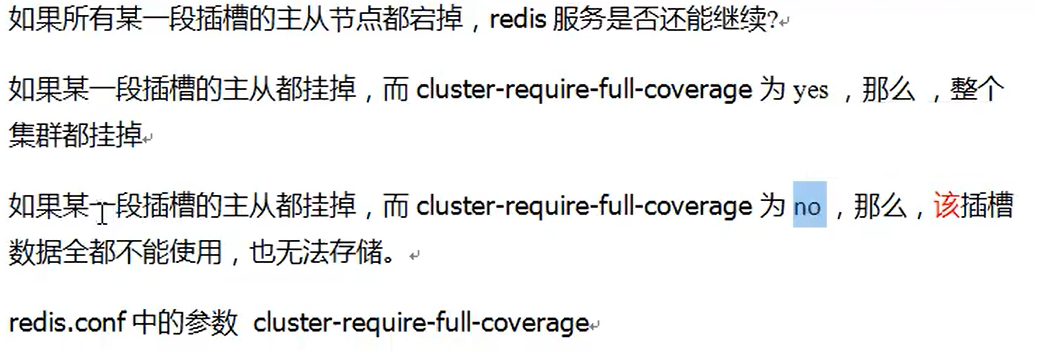 如果所有某一段插槽的主从节点都宕掉，redis 服务是否还能继续?
如果某一段插槽的主从都挂掉，而 cluster-require-full-coverage 为 yes ，那么 ，整个
集群都挂掉
如果某一段插槽的主从都挂掉，而 cluster-require-full-coverage 为 no ，那么，该插槽
数据全都不能使用，也无法存储。
redis.conf 中的参数 cluster-require-full-coverage